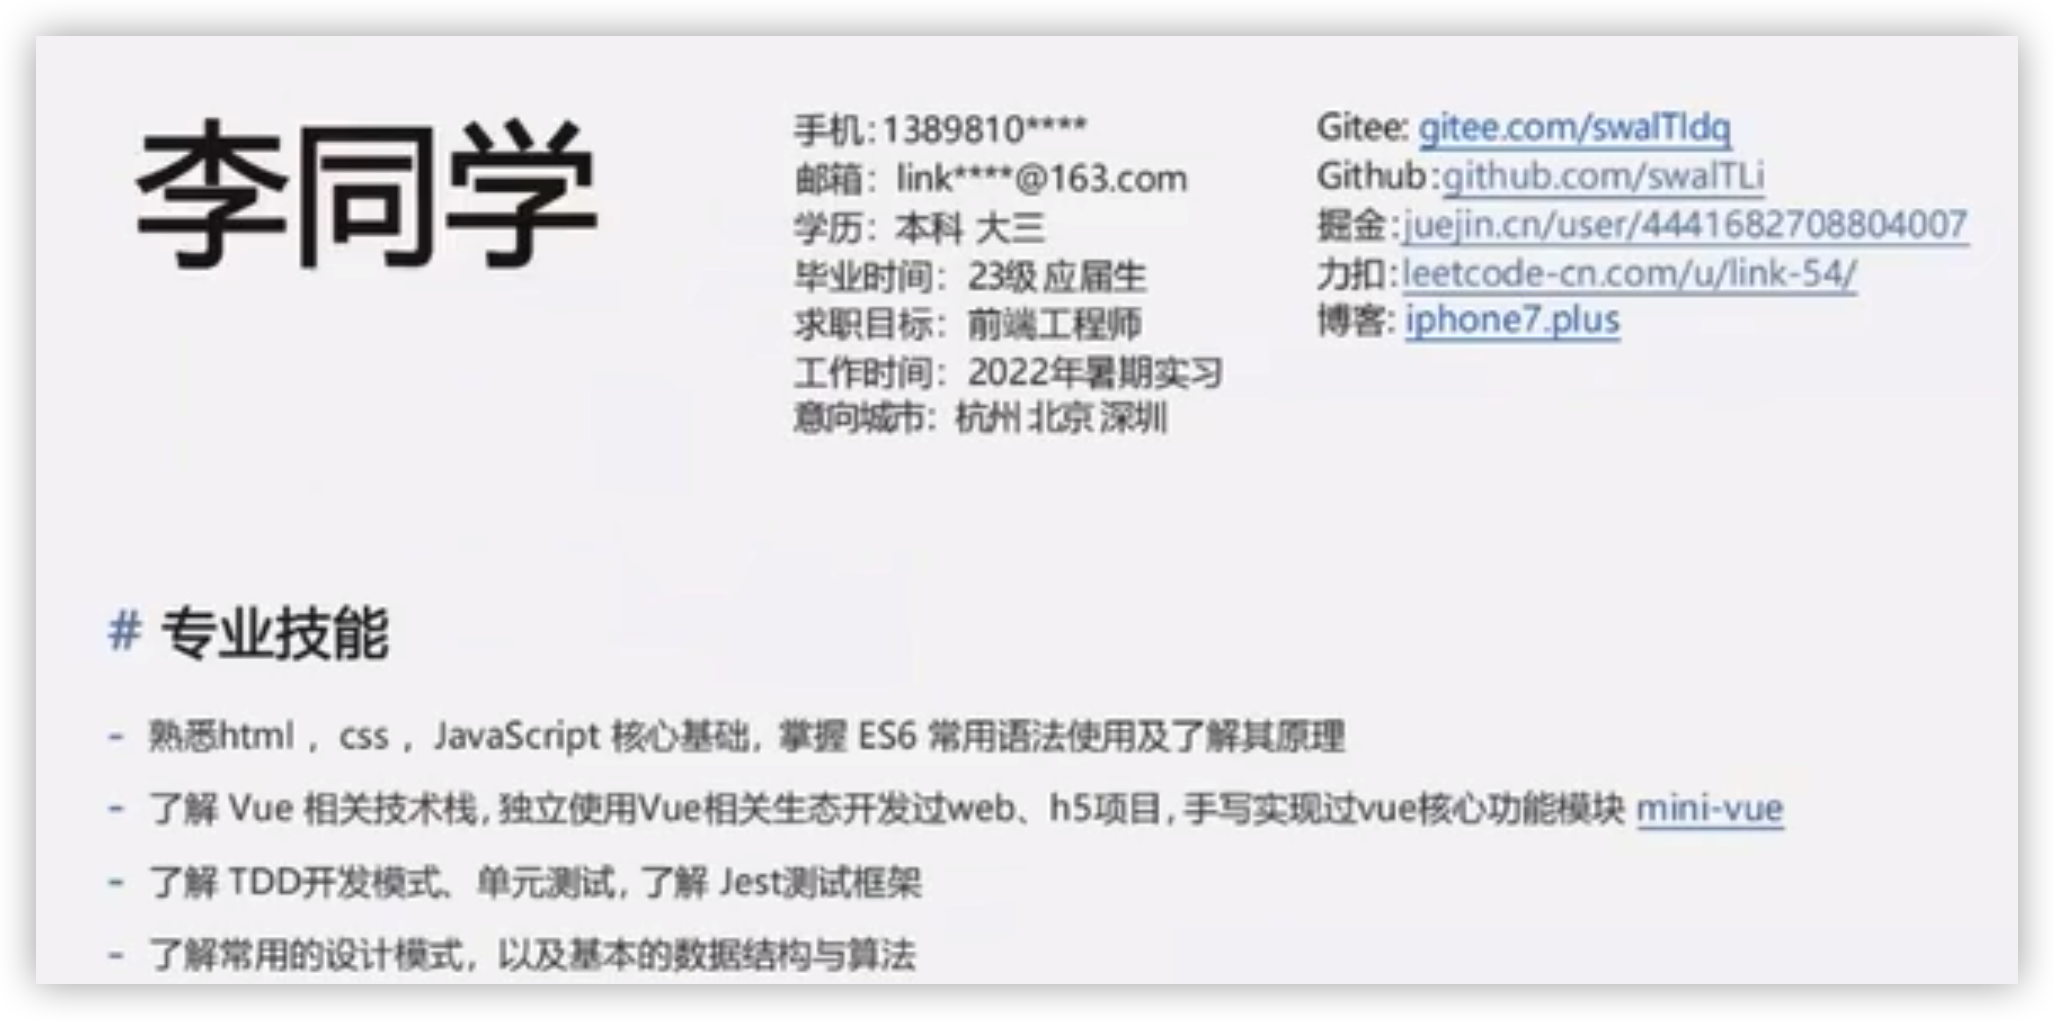 李同学
手机:1389810****
邮箱：link****@163.com
学历：本科 大三
毕业时间：23级 应届生
求职目标：前端工程师
工作时间：2022年暑期实习
意向城市：杭州 北京 深圳
Gitee: gitee.com/swalTldq
Github:github.com/swalTLi
掘金:juejin.cn/user/4441682708804007
力扣:leetcode-cn.com/u/link-54/
博客: iphone7.plus
# 专业技能
- 熟悉html ，css ，JavaScript 核心基础, 掌握 ES6 常用语法使用及了解其原理
- 了解 Vue 相关技术栈, 独立使用Vue相关生态开发过web、h5项目, 手写实现过vue核心功能模块 mini-vue
- 了解 TDD开发模式、单元测试, 了解 Jest测试框架
- 了解常用的设计模式，以及基本的数据结构与算法